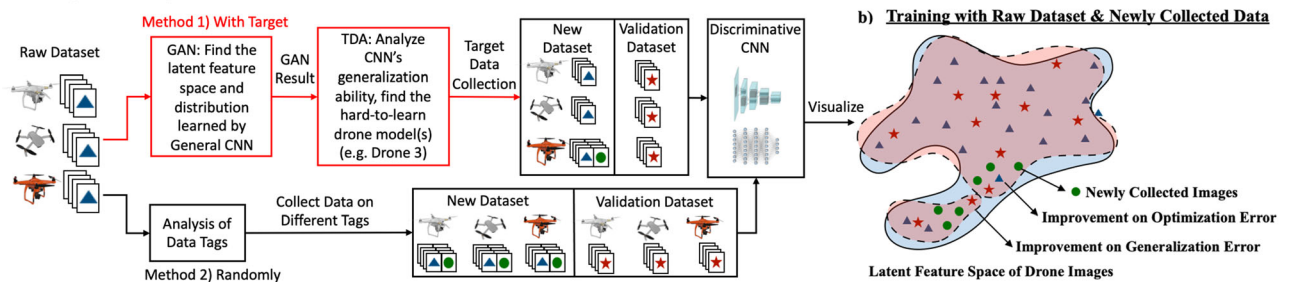 Method 1) With Target
Raw Dataset
GAN: Find the
latent feature
space and
distribution
learned by
General CNN
GAN
Result
TDA: Analyze
CNN's
generalization
ability, find the
hard-to-learn
drone model(s)
(e.g. Drone 3)
Target
Data
Collection
New
Dataset
Validation
Dataset
Discriminative
CNN
Visualize
Analysis of
Data Tags
Method 2) Randomly
Collect Data on
Different Tags
New Dataset
Validation Dataset
b) Training with Raw Dataset & Newly Collected Data
Newly Collected Images
Improvement on Optimization Error
Improvement on Generalization Error
Latent Feature Space of Drone Images